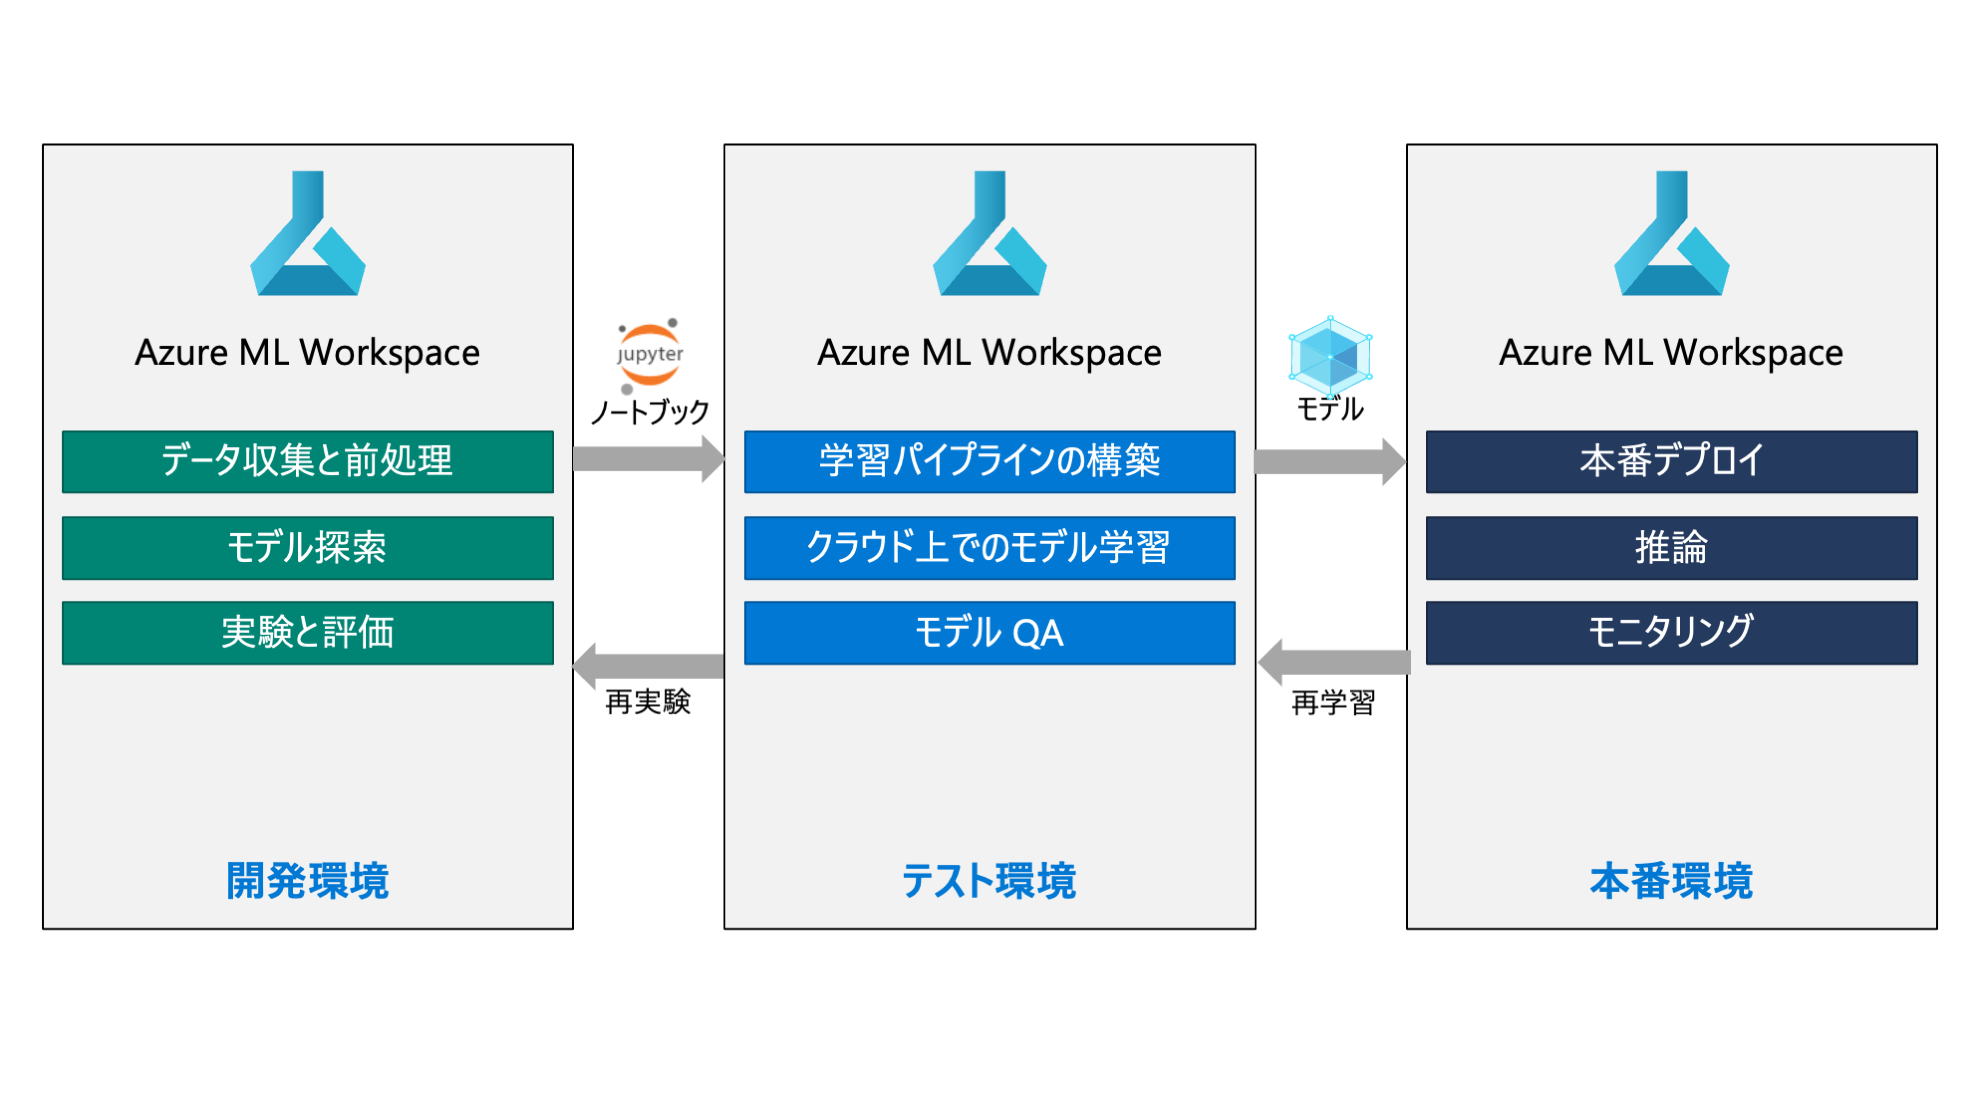 Azure ML Workspace
データ収集と前処理
モデル探索
実験と評価
開発環境
jupyter
ノートブック
再実験
Azure ML Workspace
学習パイプラインの構築
クラウド上でのモデル学習
モデル QA
テスト環境
モデル
再学習
Azure ML Workspace
本番デプロイ
推論
モニタリング
本番環境